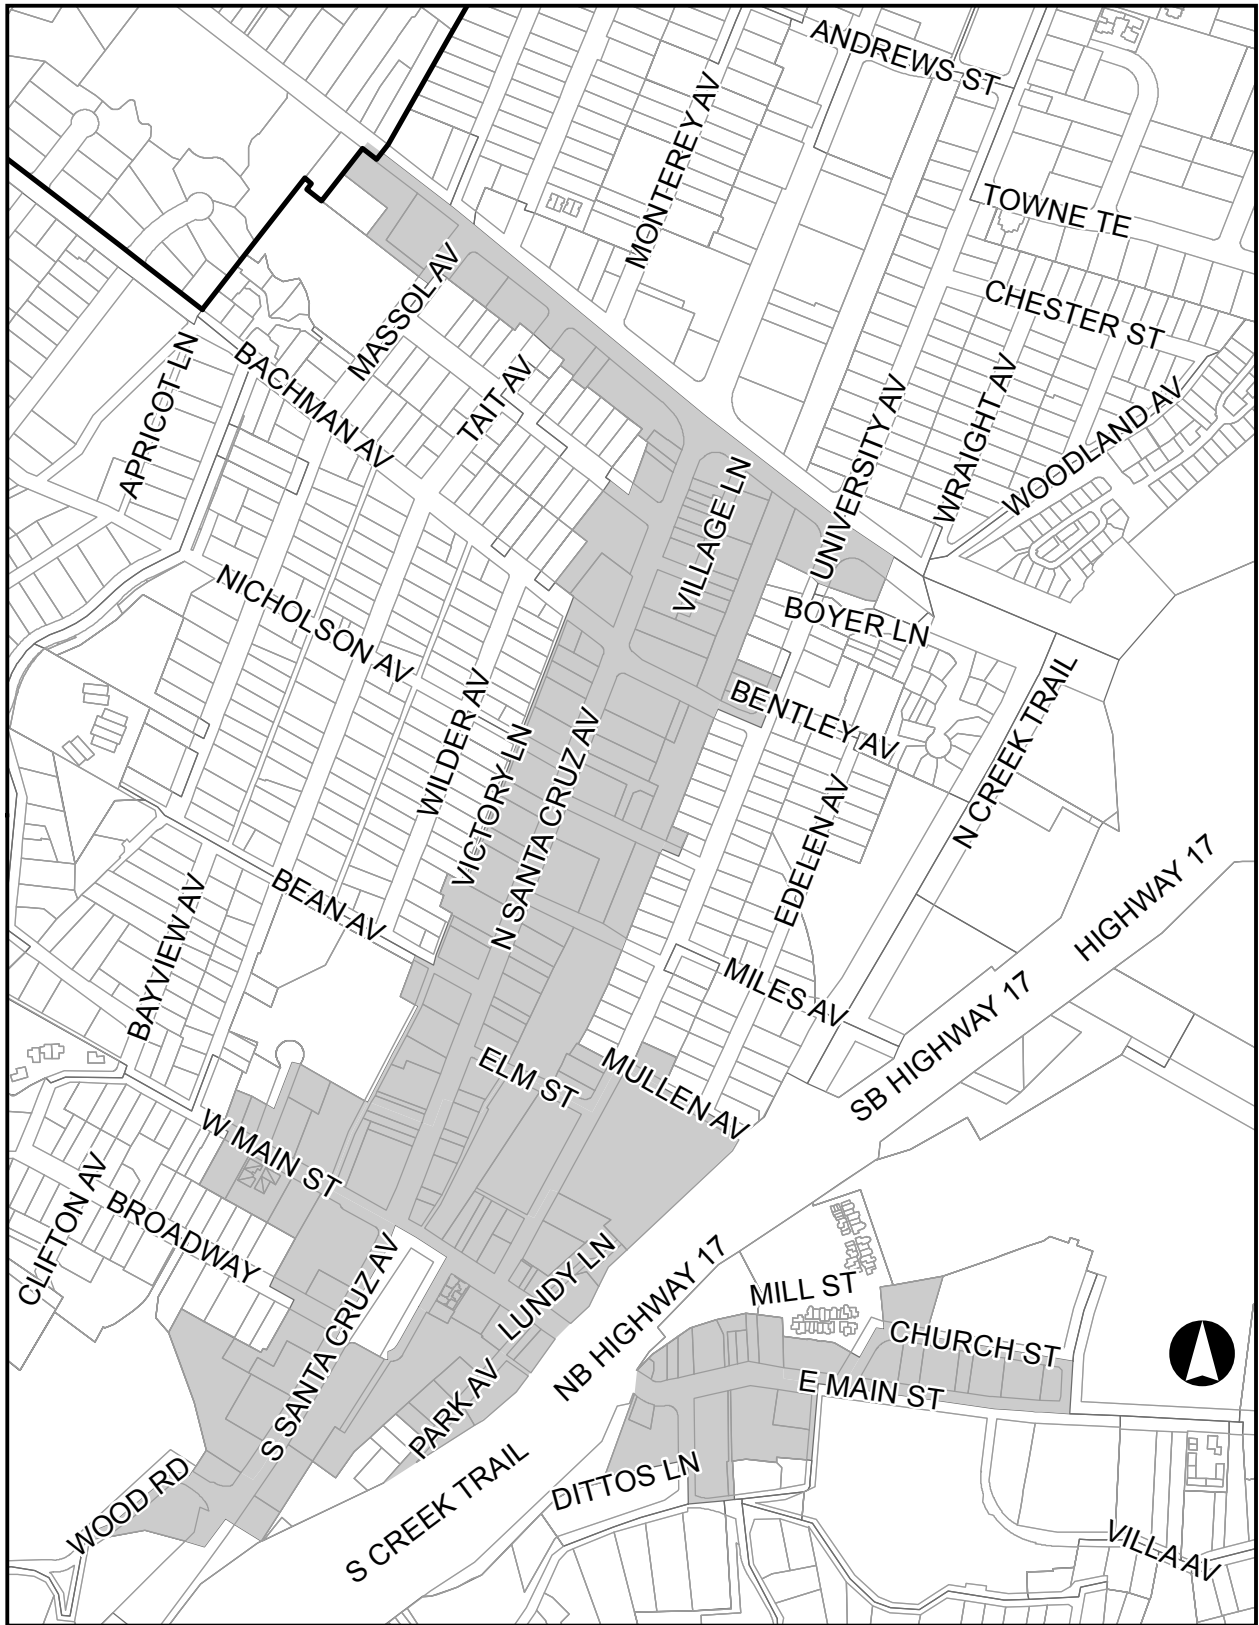 ANDREWS ST
MONTEREY AV
TOWNE TE
MASSOL AV
CHESTER ST
APRICOT LN
BACHMAN AV
TAIT AV
UNIVERSITY AV
WRAIGHT AV
WOODLAND AV
VILLAGE LN
NICHOLSON AV
BOYER LN
WILDER AV
VICTORY LN
N SANTA CRUZ AV
BENTLEY AV
N CREEK TRAIL
EDELEN AV
BAYVIEW AV
BEAN AV
HIGHWAY 17
MILES AV
SB HIGHWAY 17
ELM ST
MULLEN AV
W MAIN ST
CLIFTON AV
BROADWAY
S SANTA CRUZ AV
LUNDY LN
NB HIGHWAY 17
MILL ST
CHURCH ST
E MAIN ST
PARK AV
WOOD RD
S CREEK TRAIL
DITTOS LN
VILLA AV